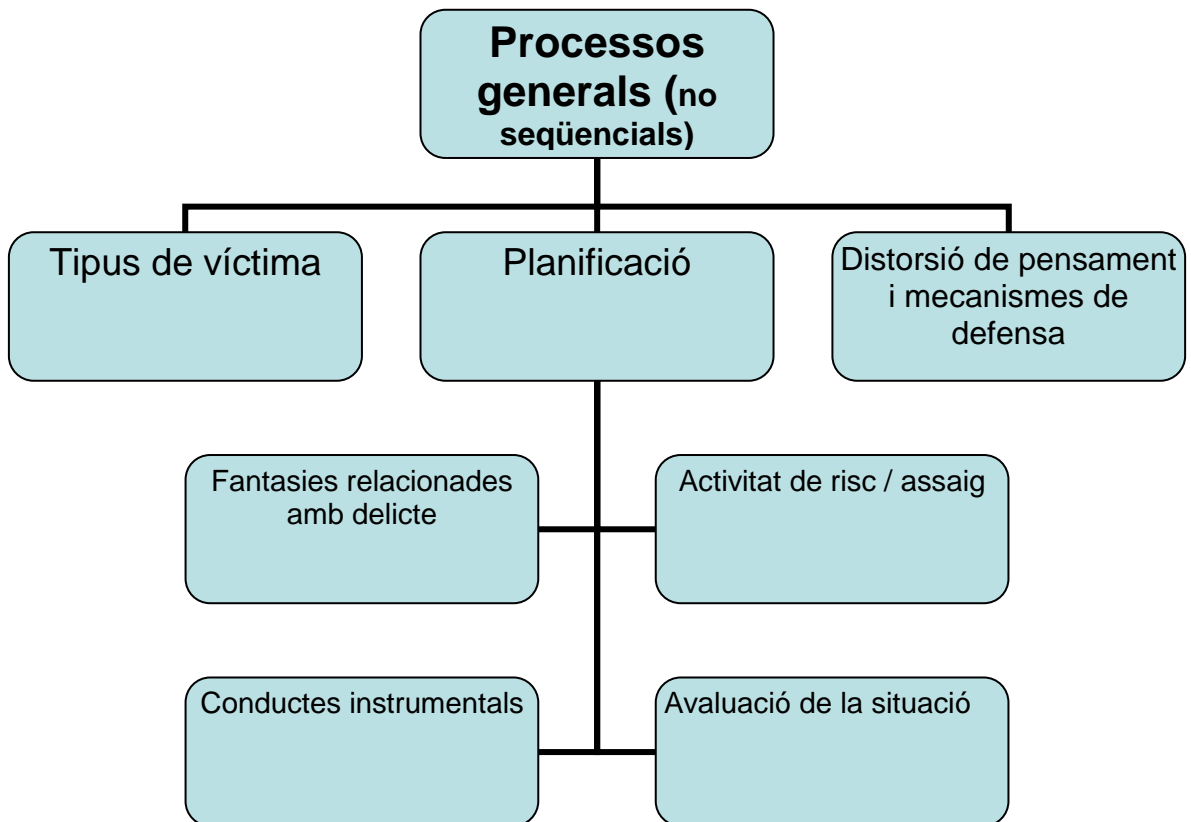 Processos
generals (no
seqüencials)
Tipus de víctima
Planificació
Distorsió de pensament
i mecanismes de
defensa
Fantasies relacionades
amb delicte
Activitat de risc / assaig
Conductes instrumentals
Avaluació de la situació